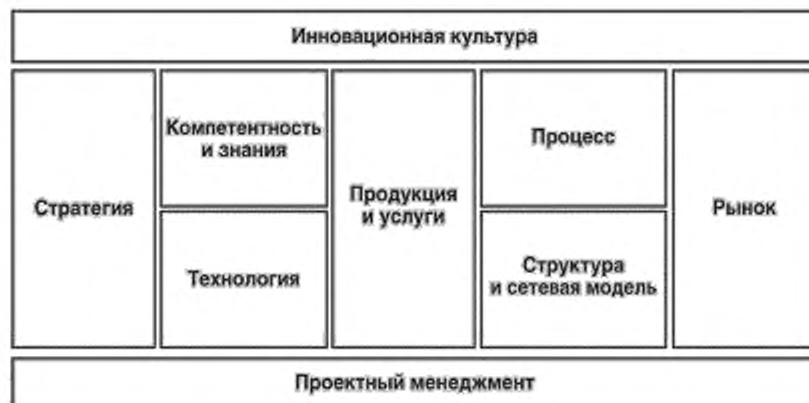 Инновационная культура
Стратегия
Компетентность
и знания
Технология
Продукция
и услуги
Процесс
Структура
и сетевая модель
Рынок
Проектный менеджмент